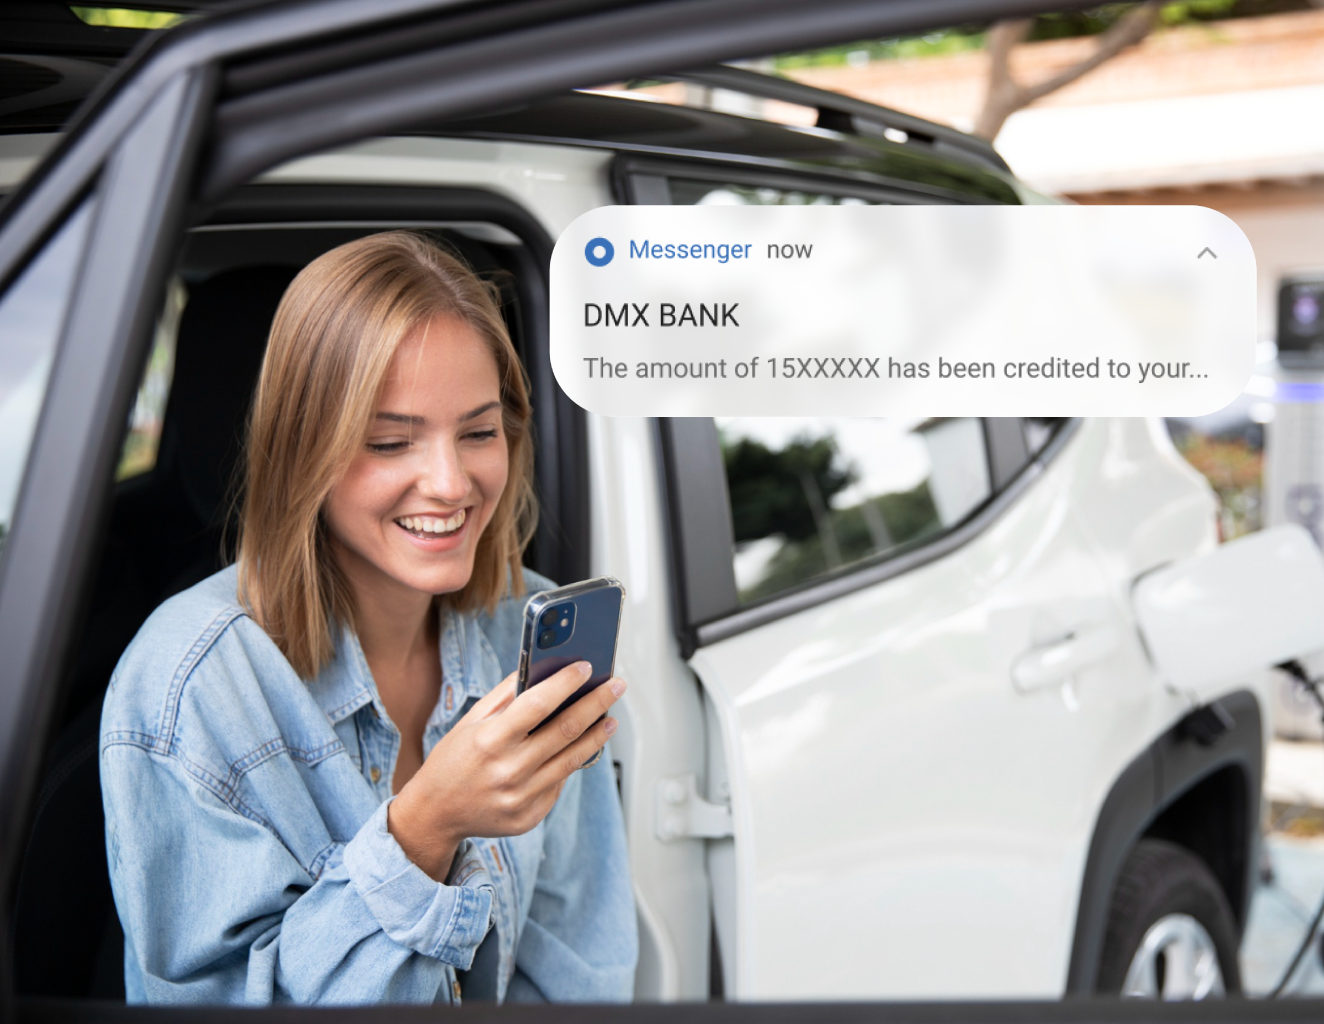 Messenger now
DMX BANK
The amount of 15XXXXX has been credited to your...